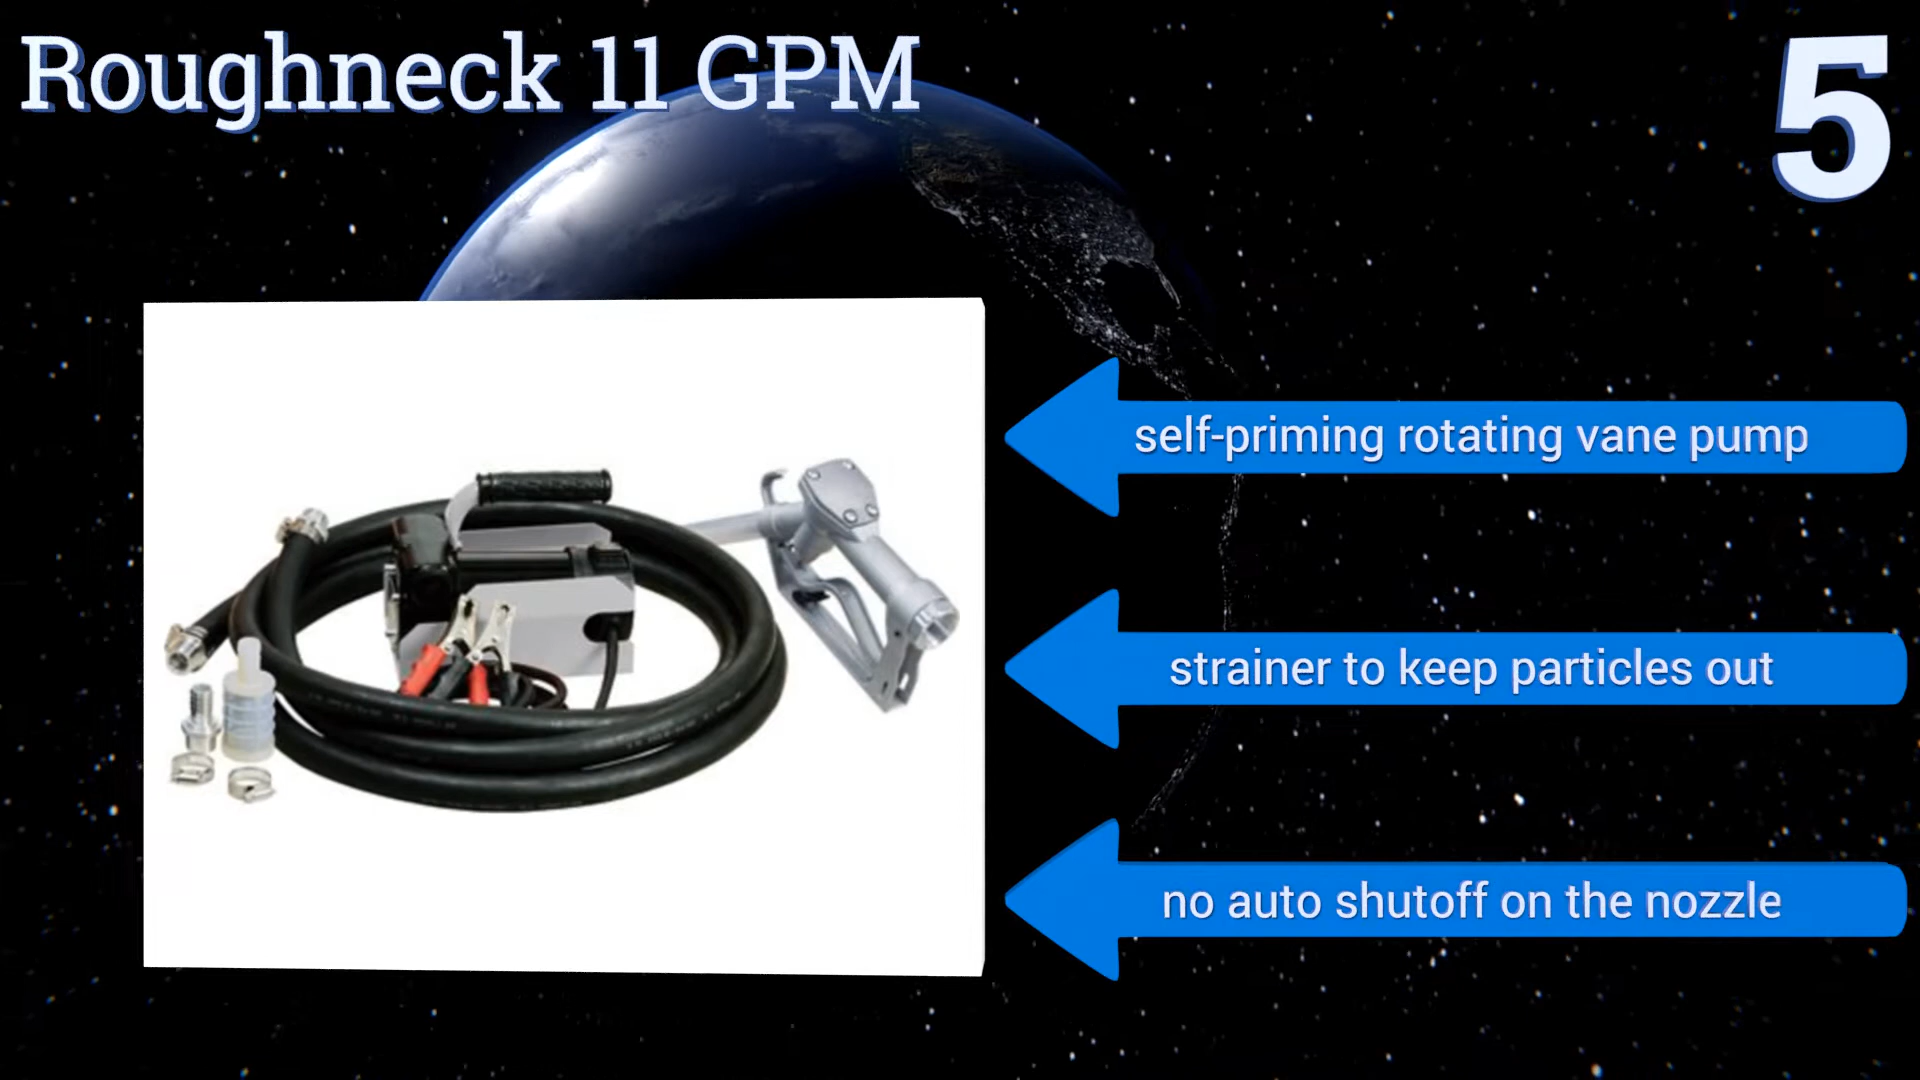 Roughneck 11 GPM
5
self-priming rotating vane pump
strainer to keep particles out
no auto shutoff on the nozzle